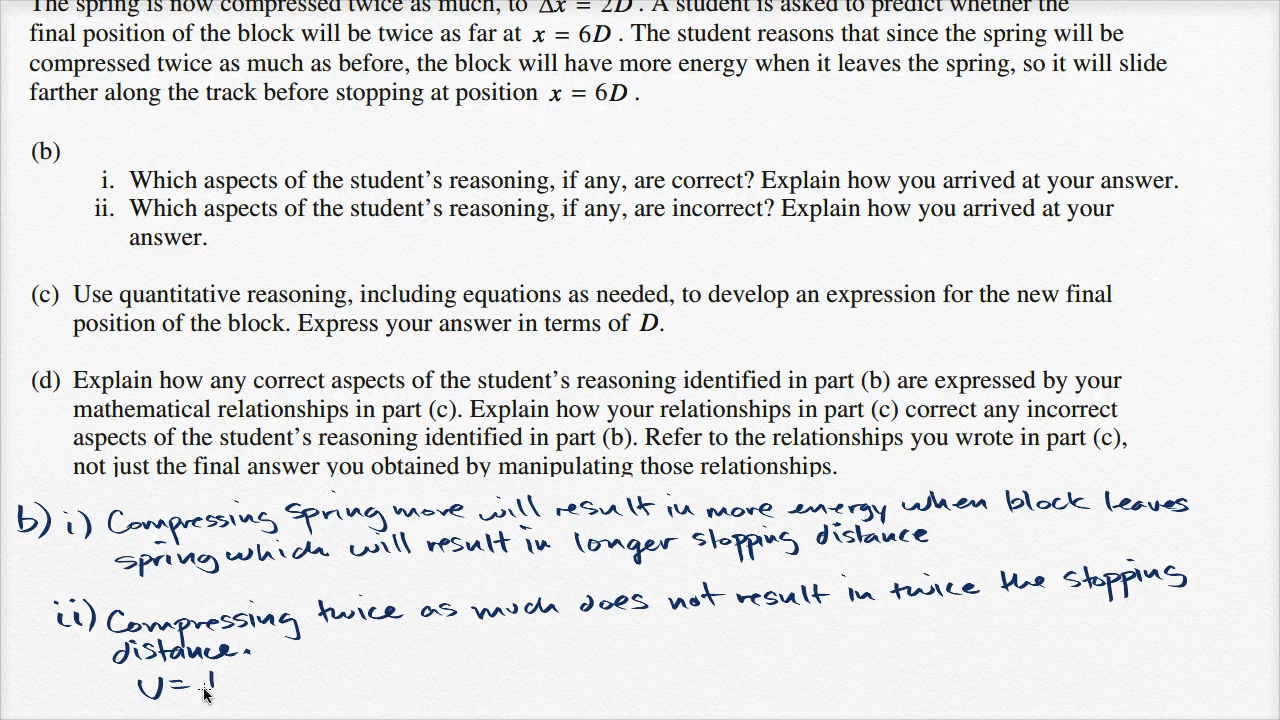 The spring is now compressed twice as much, to Δx = 2D. A student is asked to predict whether the
final position of the block will be twice as far at x = 6D. The student reasons that since the spring will be
compressed twice as much as before, the block will have more energy when it leaves the spring, so it will slide
farther along the track before stopping at position x = 6D.
(b)
i. Which aspects of the student's reasoning, if any, are correct? Explain how you arrived at your answer.
ii. Which aspects of the student's reasoning, if any, are incorrect? Explain how you arrived at your
answer.
(c) Use quantitative reasoning, including equations as needed, to develop an expression for the new final
position of the block. Express your answer in terms of D.
(d) Explain how any correct aspects of the student's reasoning identified in part (b) are expressed by your
mathematical relationships in part (c). Explain how your relationships in part (c) correct any incorrect
aspects of the student's reasoning identified in part (b). Refer to the relationships you wrote in part (c),
not just the final answer you obtained by manipulating those relationships.
b) i) Compressing spring more will result in more energy when block leaves
spring which will result in longer stopping distance
ii) Compressing twice as much does not result in twice the stopping
distance.
U =